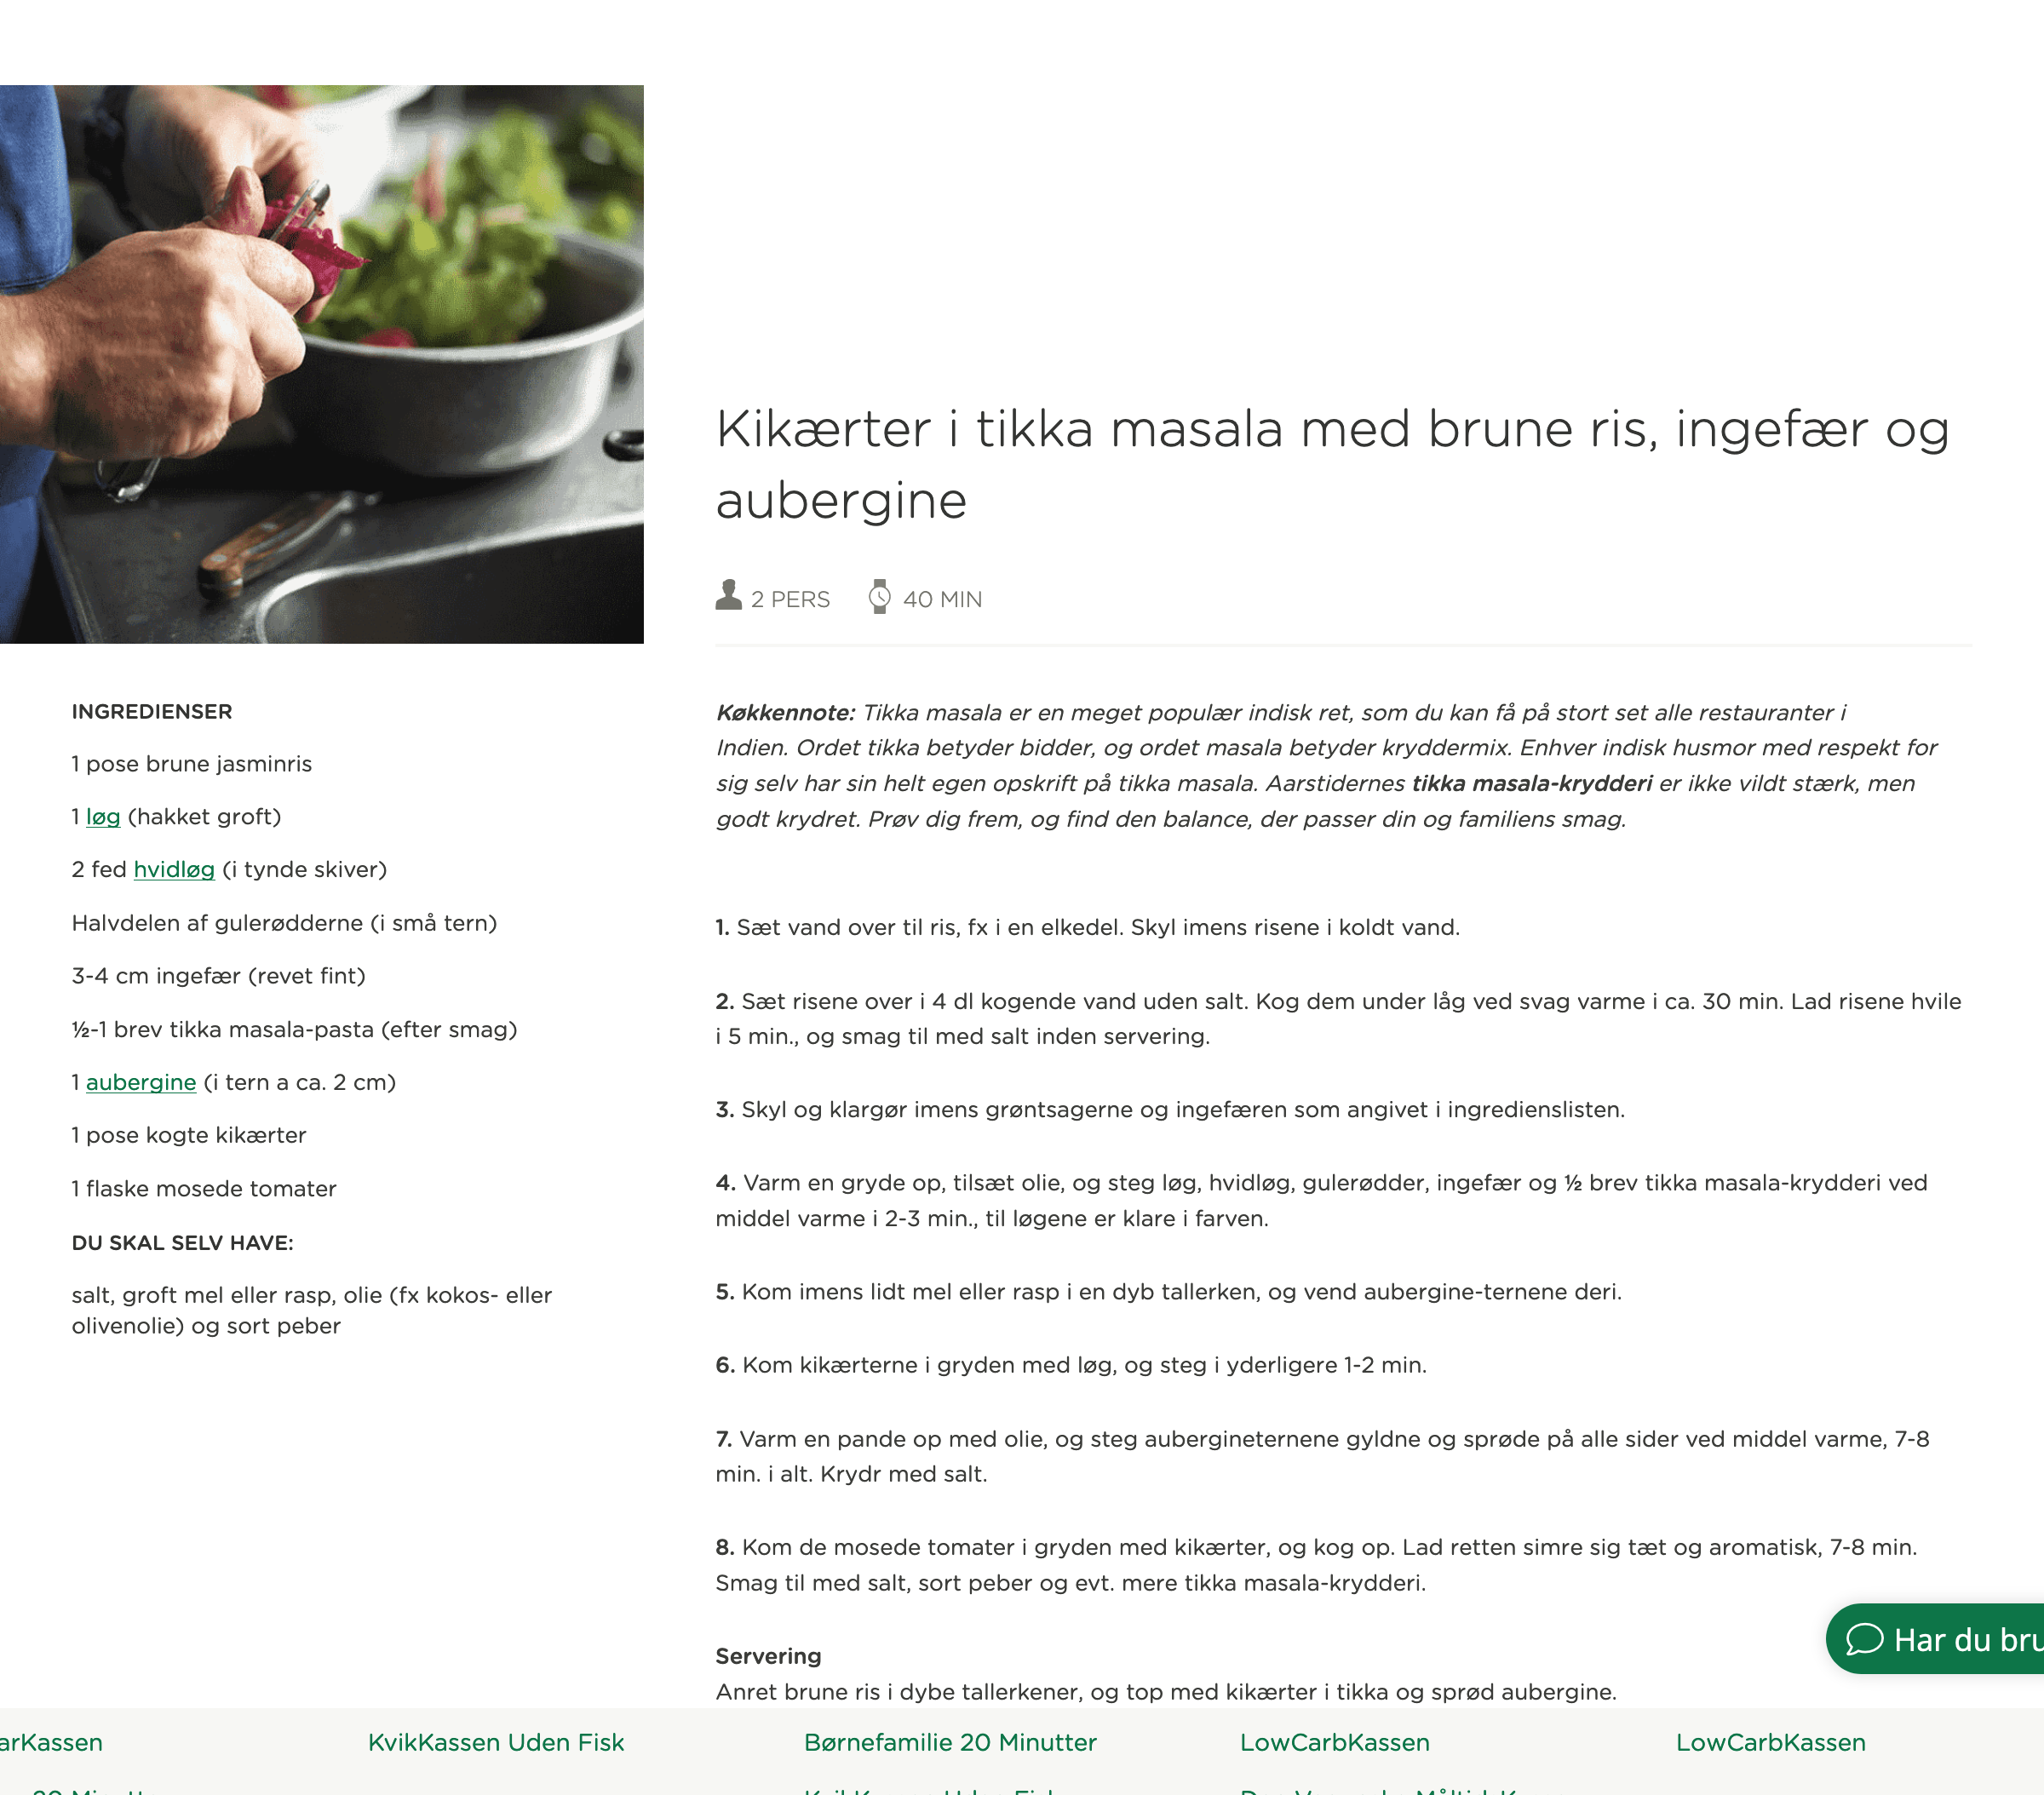 Kikærter i tikka masala med brune ris, ingefær og
aubergine
2 PERS 40 MIN
INGREDIENSER
1 pose brune jasminris
1 løg (hakket groft)
2 fed hvidløg (i tynde skiver)
Halvdelen af gulerødderne (i små tern)
3-4 cm ingefær (revet fint)
½-1 brev tikka masala-pasta (efter smag)
1 aubergine (i tern a ca. 2 cm)
1 pose kogte kikærter
1 flaske mosede tomater
DU SKAL SELV HAVE:
salt, groft mel eller rasp, olie (fx kokos- eller
olivenolie) og sort peber
Køkkennote: Tikka masala er en meget populær indisk ret, som du kan få på stort set alle restauranter i
Indien. Ordet tikka betyder bidder, og ordet masala betyder kryddermix. Enhver indisk husmor med respekt for
sig selv har sin helt egen opskrift på tikka masala. Aarstidernes tikka masala-krydderi er ikke vildt stærk, men
godt krydret. Prøv dig frem, og find den balance, der passer din og familiens smag.
1. Sæt vand over til ris, fx i en elkedel. Skyl imens risene i koldt vand.
2. Sæt risene over i 4 dl kogende vand uden salt. Kog dem under låg ved svag varme i ca. 30 min. Lad risene hvile
i 5 min., og smag til med salt inden servering.
3. Skyl og klargør imens grøntsagerne og ingefæren som angivet i ingredienslisten.
4. Varm en gryde op, tilsæt olie, og steg løg, hvidløg, gulerødder, ingefær og ½ brev tikka masala-krydderi ved
middel varme i 2-3 min., til løgene er klare i farven.
5. Kom imens lidt mel eller rasp i en dyb tallerken, og vend aubergine-ternene deri.
6. Kom kikærterne i gryden med løg, og steg i yderligere 1-2 min.
7. Varm en pande op med olie, og steg aubergineternene gyldne og sprøde på alle sider ved middel varme, 7-8
min. i alt. Krydr med salt.
8. Kom de mosede tomater i gryden med kikærter, og kog op. Lad retten simre sig tæt og aromatisk, 7-8 min.
Smag til med salt, sort peber og evt. mere tikka masala-krydderi.
Servering
Anret brune ris i dybe tallerkener, og top med kikærter i tikka og sprød aubergine.
Har du bru
arKassen KvikKassen Uden Fisk Børnefamilie 20 Minutter LowCarbKassen LowCarbKassen